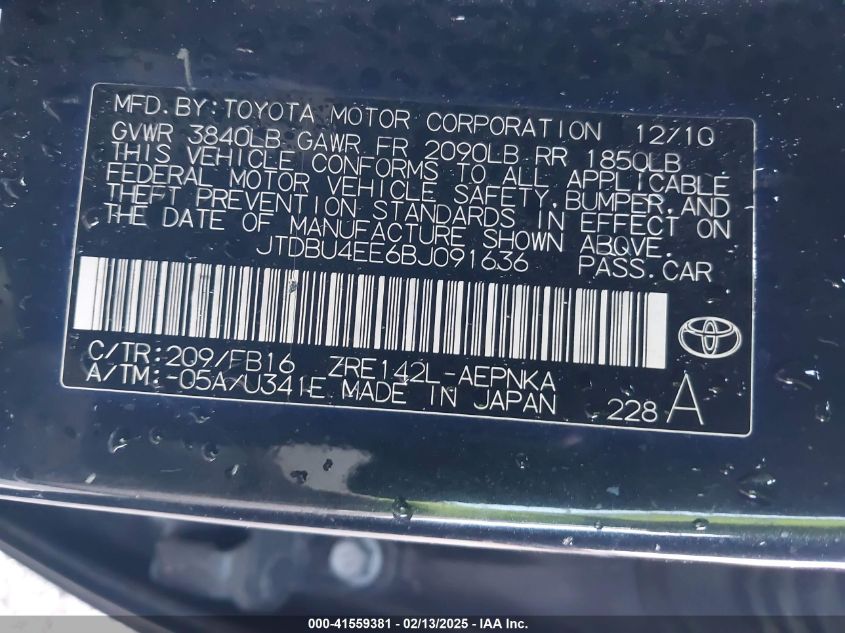 MFD.BY:TOYOTA MOTOR CORPORATION 12/10
GVWR 3840LB GAWR FR 2090LB RR 1850LB
THIS VEHICLE CONFORMS TO ALL APPLICABLE
FEDERAL MOTOR VEHICLE SAFETY,BUMPER,AND
THEFT PREVENTION STANDARDS IN EFFECT ON
THE DATE OF MANUFACTURE SHOWN ABOVE.
JTDBU4EE6BJ091636 PASS.CAR
C/TR:209/FB16 ZRE142L-AEPNKA
A/TM:-05A/U341E MADE IN JAPAN 228 A
000-41559381 - 02/13/2025 - IAA Inc.